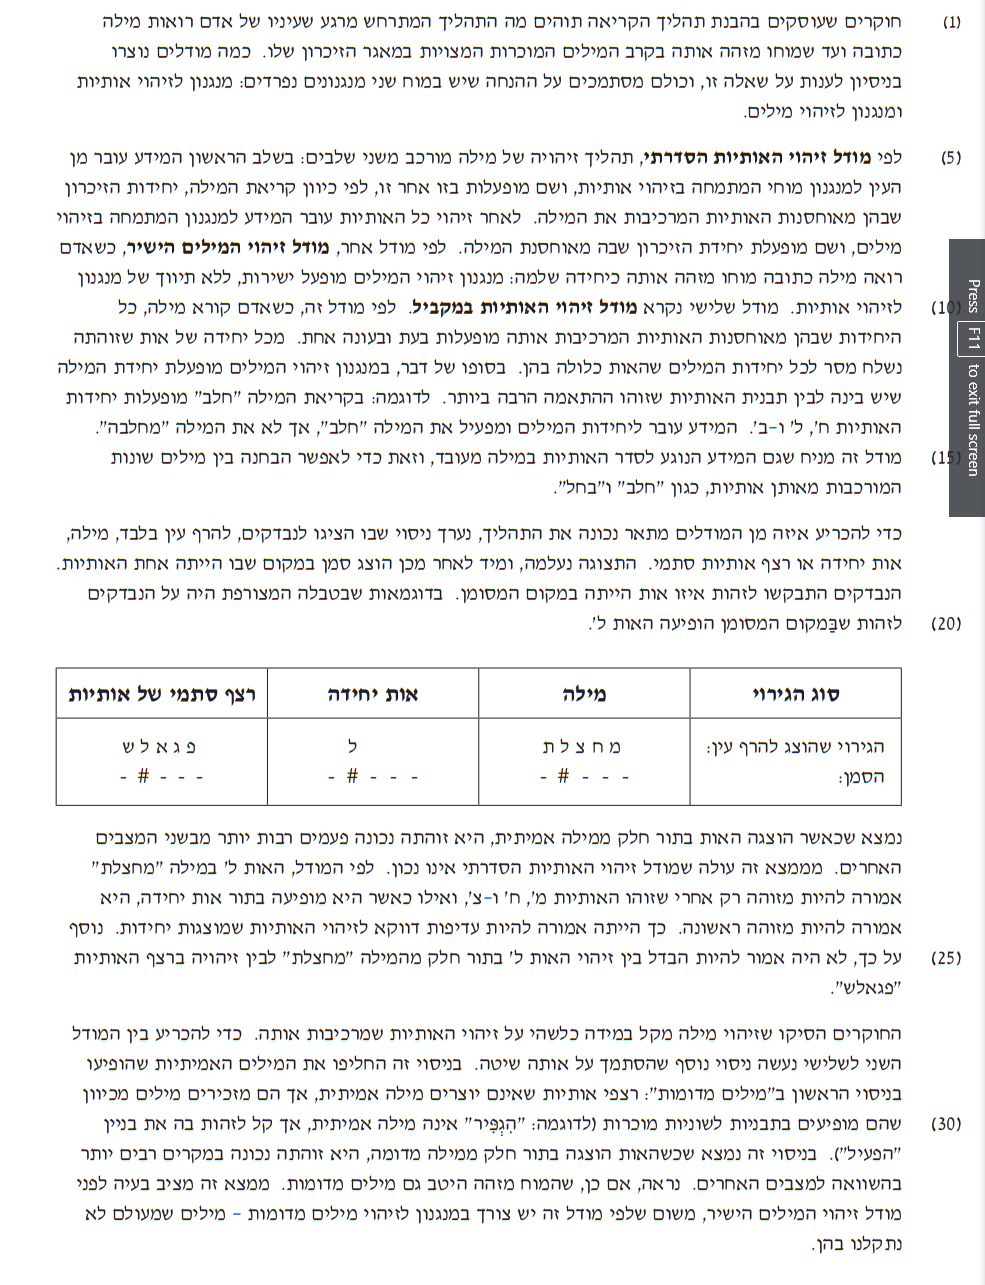 (1) חוקרים שעוסקים בהבנת תהליך הקריאה תוהים מה התהליך המתרחש מרגע שעיניו של אדם רואות מילה
כתובה ועד שמוחו מזהה אותה בקרב המילים המוכרות המצויות במאגר הזיכרון שלו. כמה מודלים נוצרו
בניסיון לענות על שאלה זו, וכולם מסתמכים על ההנחה שיש במוח שני מנגנונים נפרדים: מנגנון לזיהוי אותיות
ומנגנון לזיהוי מילים.
(5) לפי מודל זיהוי האותיות הסדרתי, תהליך זיהויה של מילה מורכב משני שלבים: בשלב הראשון המידע עובר מן
העין למנגנון מוחי המתמחה בזיהוי אותיות, ושם מופעלות בזו אחר זו, לפי כיוון קריאת המילה, יחידות הזיכרון
שבהן מאוחסנות האותיות המרכיבות את המילה. לאחר זיהוי כל האותיות עובר המידע למנגנון המתמחה בזיהוי
מילים, ושם מופעלת יחידת הזיכרון שבה מאוחסנת המילה. לפי מודל אחר, מודל זיהוי המילים הישיר, כשאדם
רואה מילה כתובה מוחו מזהה אותה כיחידה שלמה: מנגנון זיהוי המילים מופעל ישירות, ללא תיווך של מנגנון
(10) לזיהוי אותיות. מודל שלישי נקרא מודל זיהוי האותיות במקביל. לפי מודל זה, כשאדם קורא מילה, כל
היחידות שבהן מאוחסנות האותיות המרכיבות אותה מופעלות בעת ובעונה אחת. מכל יחידה של אות שזוהתה
נשלח מסר לכל יחידות המילים שהאות כלולה בהן. בסופו של דבר, במנגנון זיהוי המילים מופעלת יחידת המילה
שיש בינה לבין תבנית האותיות שזוהו ההתאמה הרבה ביותר. לדוגמה: בקריאת המילה "חלב" מופעלות יחידות
האותיות ח', ל' ו-ב'. המידע עובר ליחידות המילים ומפעיל את המילה "חלב", אך לא את המילה "מחלבה".
(15) מודל זה מניח שגם המידע הנוגע לסדר האותיות במילה מעובד, וזאת כדי לאפשר הבחנה בין מילים שונות
המורכבות מאותן אותיות, כגון "חלב" ו"בחל".
כדי להכריע איזה מן המודלים מתאר נכונה את התהליך, נערך ניסוי שבו הציגו לנבדקים, להרף עין בלבד, מילה,
אות יחידה או רצף אותיות סתמי. התצוגה נעלמה, ומיד לאחר מכן הוצג סמן במקום שבו הייתה אחת האותיות.
הנבדקים התבקשו לזהות איזו אות הייתה במקום המסומן. בדוגמאות שבטבלה המצורפת היה על הנבדקים
(20) לזהות שבַּמקום המסומן הופיעה האות ל'.
סוג הגירוי מילה אות יחידה רצף סתמי של אותיות
הגירוי שהוצג להרף עין: מ ח צ ל ת ל פ ג א ל ש
הסמן: - - - # - - - - # - - - - # -
נמצא שכאשר הוצגה האות בתור חלק ממילה אמיתית, היא זוהתה נכונה פעמים רבות יותר מבשני המצבים
האחרים. מממצא זה עולה שמודל זיהוי האותיות הסדרתי אינו נכון. לפי המודל, האות ל' במילה "מחצלת"
אמורה להיות מזוהה רק אחרי שזוהו האותיות מ', ח' ו-צ', ואילו כאשר היא מופיעה בתור אות יחידה, היא
אמורה להיות מזוהה ראשונה. כך הייתה אמורה להיות עדיפות דווקא לזיהוי האותיות שמוצגות יחידות. נוסף
(25) על כך, לא היה אמור להיות הבדל בין זיהוי האות ל' בתור חלק מהמילה "מחצלת" לבין זיהויה ברצף האותיות
"פגאלש".
החוקרים הסיקו שזיהוי מילה מקל במידה כלשהי על זיהוי האותיות שמרכיבות אותה. כדי להכריע בין המודל
השני לשלישי נעשה ניסוי נוסף שהסתמך על אותה שיטה. בניסוי זה החליפו את המילים האמיתיות שהופיעו
בניסוי הראשון ב"מילים מדומות": רצפי אותיות שאינם יוצרים מילה אמיתית, אך הם מזכירים מילים מכיוון
(30) שהם מופיעים בתבניות לשוניות מוכרות (לדוגמה: "הִגְפִּיר" אינה מילה אמיתית, אך קל לזהות בה את בניין
"הפעיל"). בניסוי זה נמצא שכשהאות הוצגה בתור חלק ממילה מדומה, היא זוהתה נכונה במקרים רבים יותר
בהשוואה למצבים האחרים. נראה, אם כן, שהמוח מזהה היטב גם מילים מדומות. ממצא זה מציב בעיה לפני
מודל זיהוי המילים הישיר, משום שלפי מודל זה יש צורך במנגנון לזיהוי מילים מדומות – מילים שמעולם לא
נתקלנו בהן.
Press F11 to exit full screen